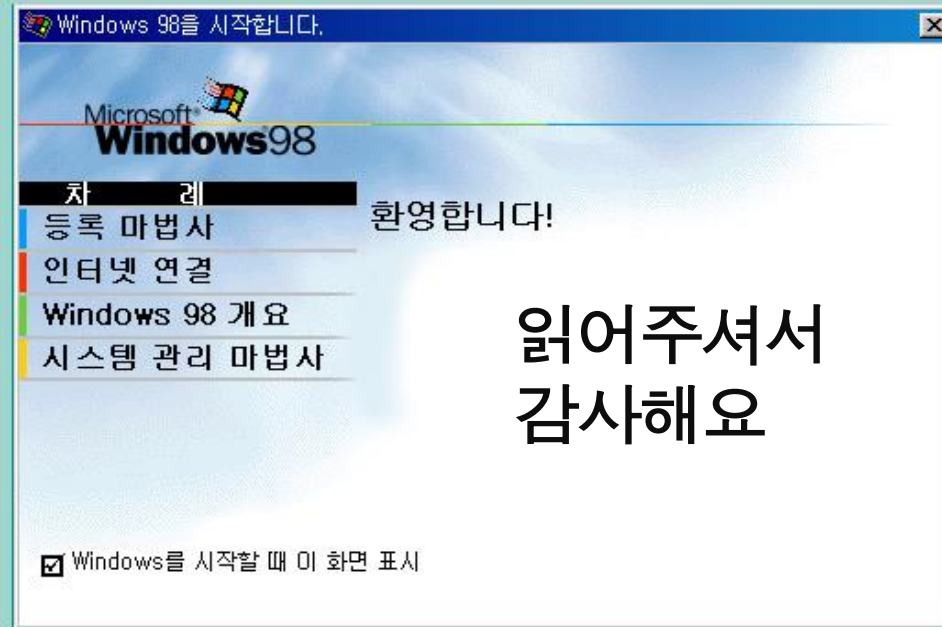 Windows 98을 시작합니다.
Microsoft
Windows98
차 례
등록 마법사
인터넷 연결
Windows 98 개요
시스템 관리 마법사
환영합니다!
읽어주셔서
감사해요
Windows를 시작할 때 이 화면 표시